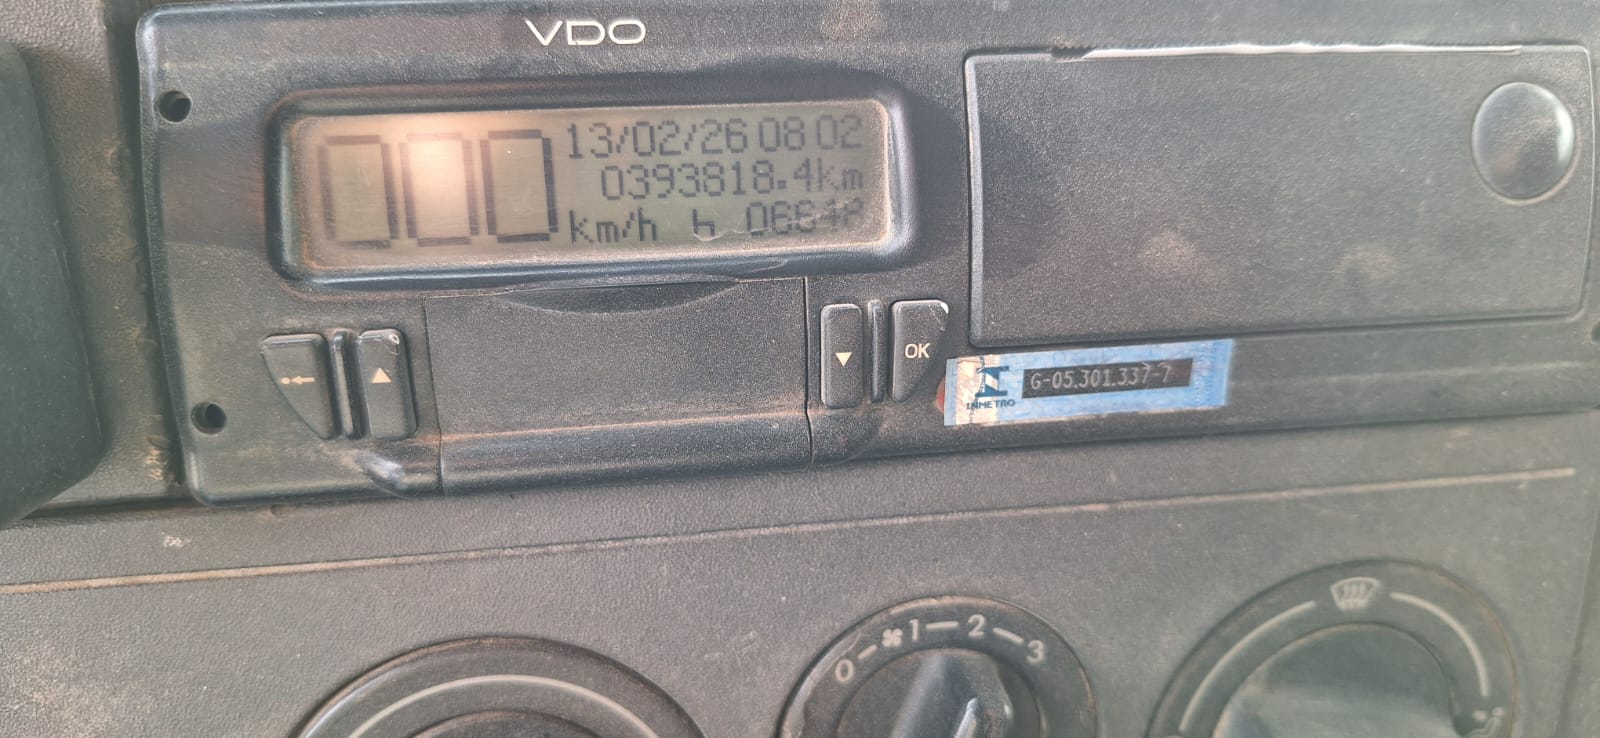 VDO
000 13/02/26 08 02
0393818.4km
km/h
OK
INMETRO G-05.301.337-7
0 1 2 3